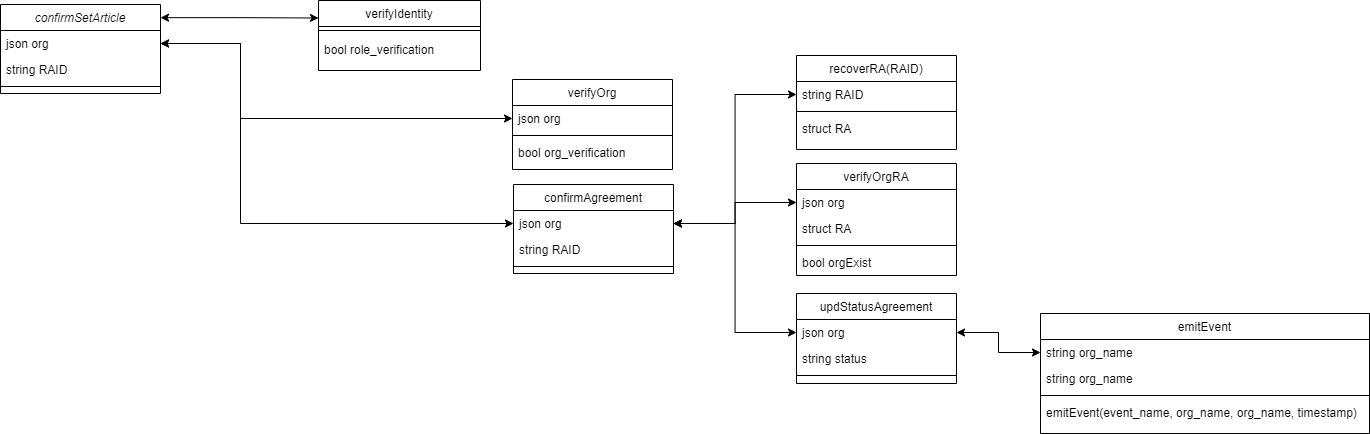 confirmSetArticle
json org
string RAID
verifyIdentity
bool role_verification
verifyOrg
json org
bool org_verification
confirmAgreement
json org
string RAID
recoverRA(RAID)
string RAID
struct RA
verifyOrgRA
json org
struct RA
bool orgExist
updStatusAgreement
json org
string status
emitEvent
string org_name
string org_name
emitEvent(event_name, org_name, org_name, timestamp)